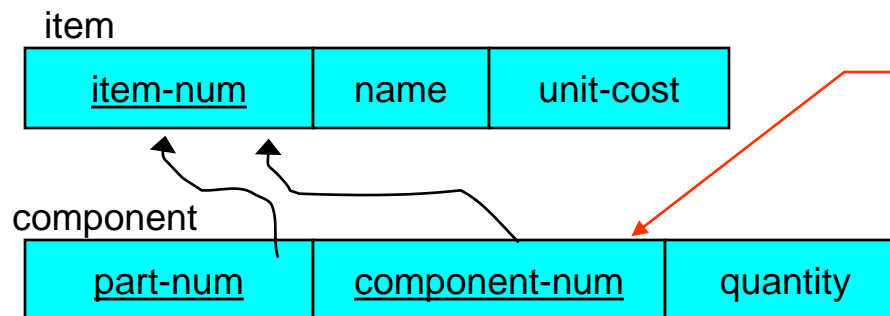 item
item-num name unit-cost
component
part-num component-num quantity